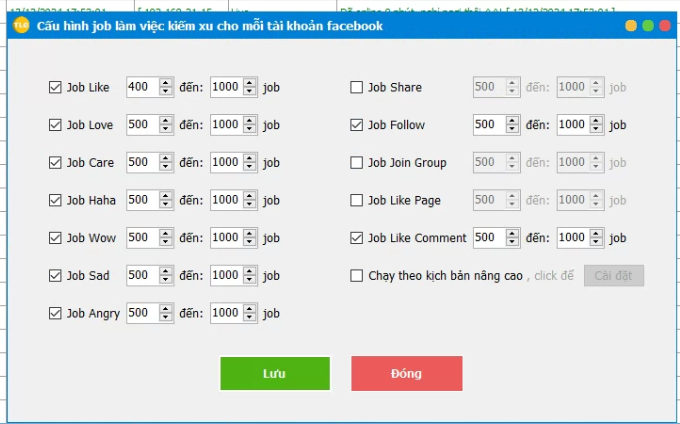 TLC Cấu hình job làm việc kiếm xu cho mỗi tài khoản facebook
Job Like 400 đến: 1000 job
Job Love 500 đến: 1000 job
Job Care 500 đến: 1000 job
Job Haha 500 đến: 1000 job
Job Wow 500 đến: 1000 job
Job Sad 500 đến: 1000 job
Job Angry 500 đến: 1000 job
Job Share 500 đến: 1000 job
Job Follow 500 đến: 1000 job
Job Join Group 500 đến: 1000 job
Job Like Page 500 đến: 1000 job
Job Like Comment 500 đến: 1000 job
Chạy theo kịch bản nâng cao , click để Cài đặt
Lưu Đóng